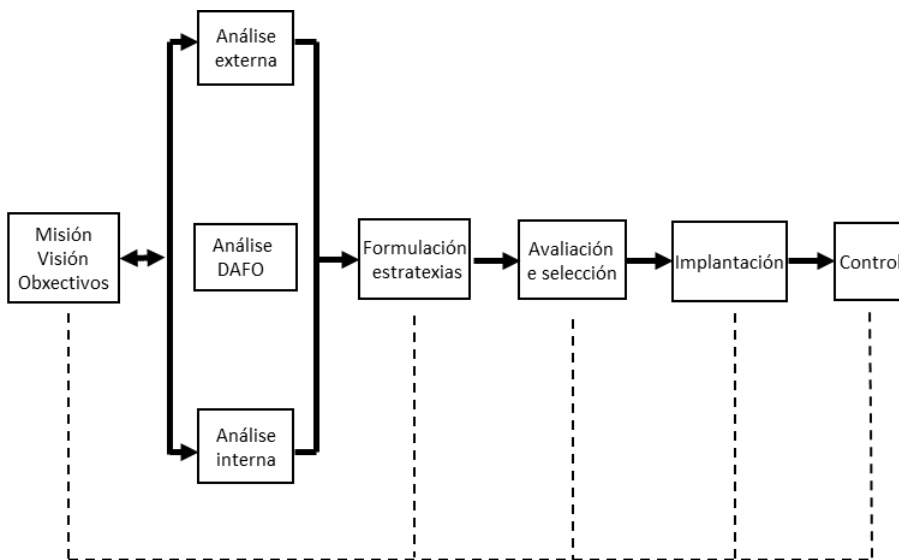 Análise
externa
Misión
Visión
Obxectivos
Análise
DAFO
Formulación
estratexias
Avaliación
e selección
Implantación
Control
Análise
interna